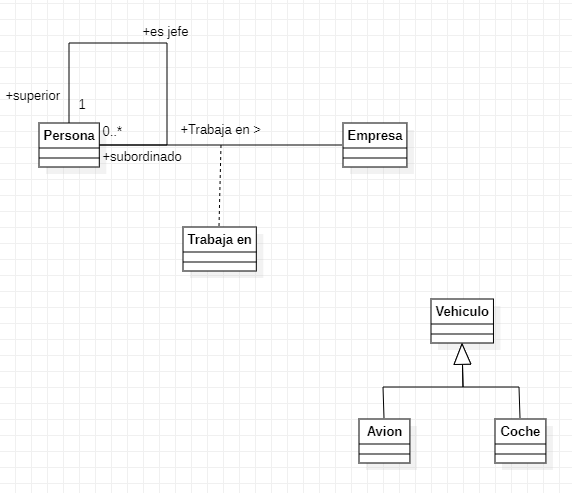 +es jefe
+superior
1
Persona
0..*
+subordinado
+Trabaja en >
Empresa
Trabaja en
Vehiculo
Avion
Coche